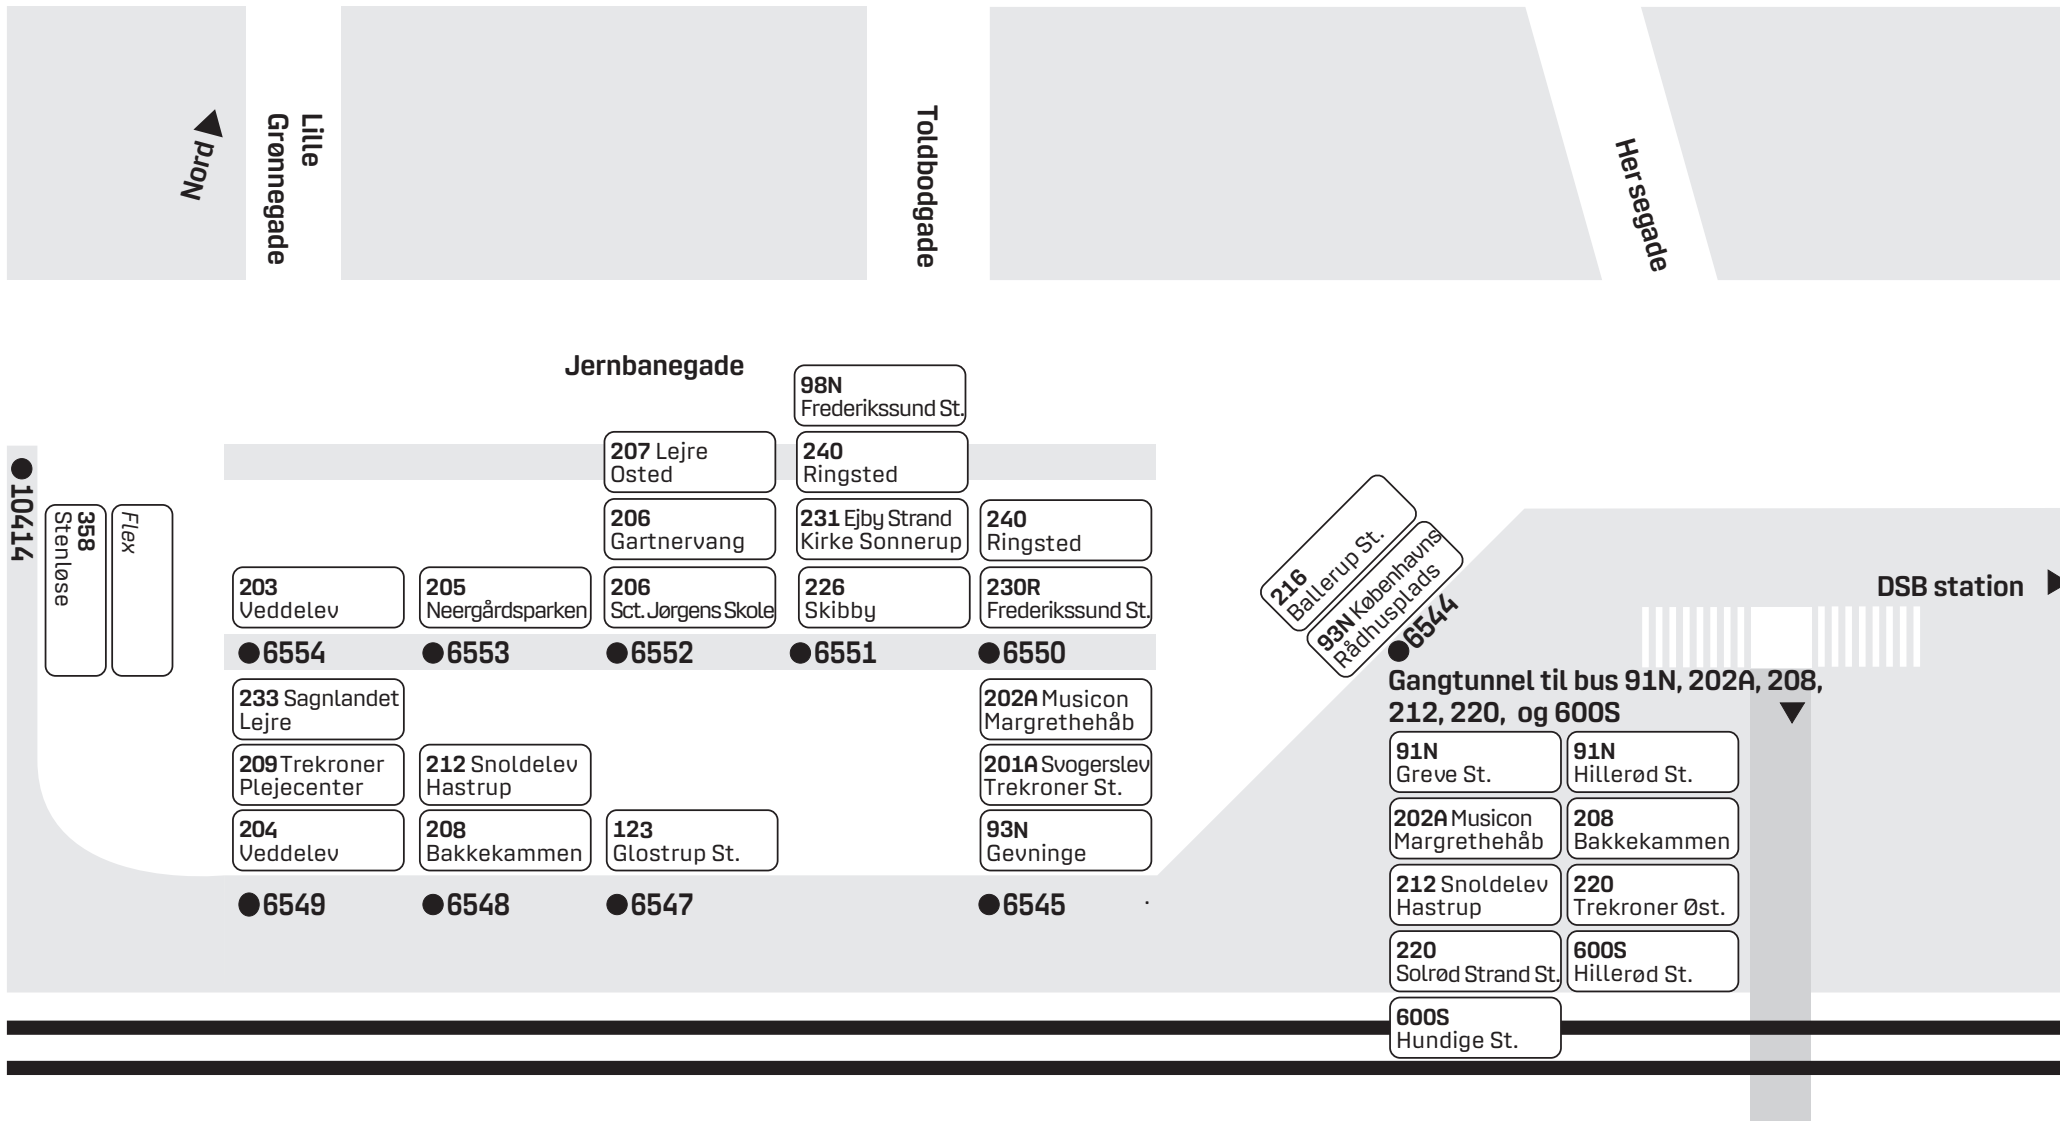 Nord
Lille
Grønnegade
Toldbodgade
Hersegade
Jernbanegade
10414
358
Stenløse
Flex
98N
Frederikssund St.
207 Lejre
Osted
240
Ringsted
206
Gartnervang
231 Ejby Strand
Kirke Sonnerup
240
Ringsted
203
Veddelev
205
Neergårdsparken
206
Sct. Jørgens Skole
226
Skibby
230R
Frederikssund St.
6554
6553
6552
6551
6550
233 Sagnlandet
Lejre
202A Musicon
Margrethehåb
209 Trekroner
Plejecenter
212 Snoldelev
Hastrup
201A Svogerslev
Trekroner St.
204
Veddelev
208
Bakkekammen
123
Glostrup St.
93N
Gevninge
6549
6548
6547
6545
216
Ballerup St.
93N Københavns
Rådhusplads
6544
DSB station
Gangtunnel til bus 91N, 202A, 208,
212, 220, og 600S
91N
Greve St.
91N
Hillerød St.
202A Musicon
Margrethehåb
208
Bakkekammen
212 Snoldelev
Hastrup
220
Trekroner Øst.
220
Solrød Strand St.
600S
Hillerød St.
600S
Hundige St.